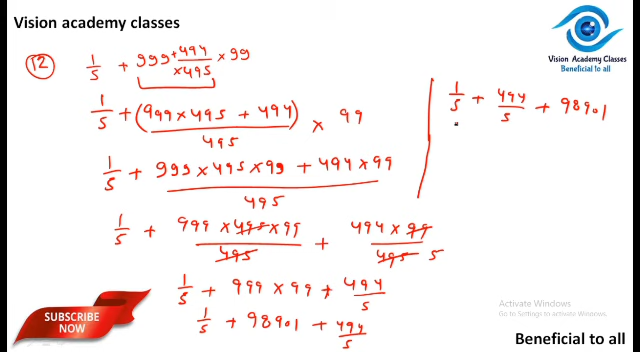 Vision academy classes
Vision Academy Classes
Beneficial to all
12 1/5 + 999 + 494/×495 × 99
1/5 + (999 × 495 + 494)/495 × 99
1/5 + 999 × 495 × 99 + 494 × 99/495
1/5 + 999 × 495 × 99/495 + 494 × 99/495 5
1/5 + 999 × 99 + 494/5
1/5 + 98901 + 494/5
1/5 + 494/5 + 98901
SUBSCRIBE
NOW
Activate Windows
Go to Settings to activate Windows.
Beneficial to all